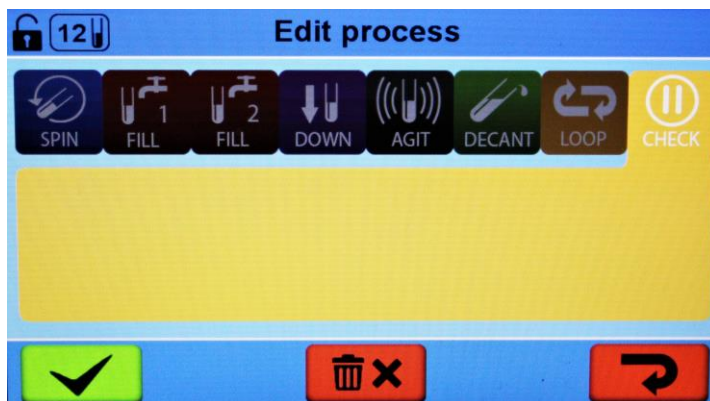 12 Edit process
1 2
SPIN FILL FILL DOWN AGIT DECANT LOOP CHECK